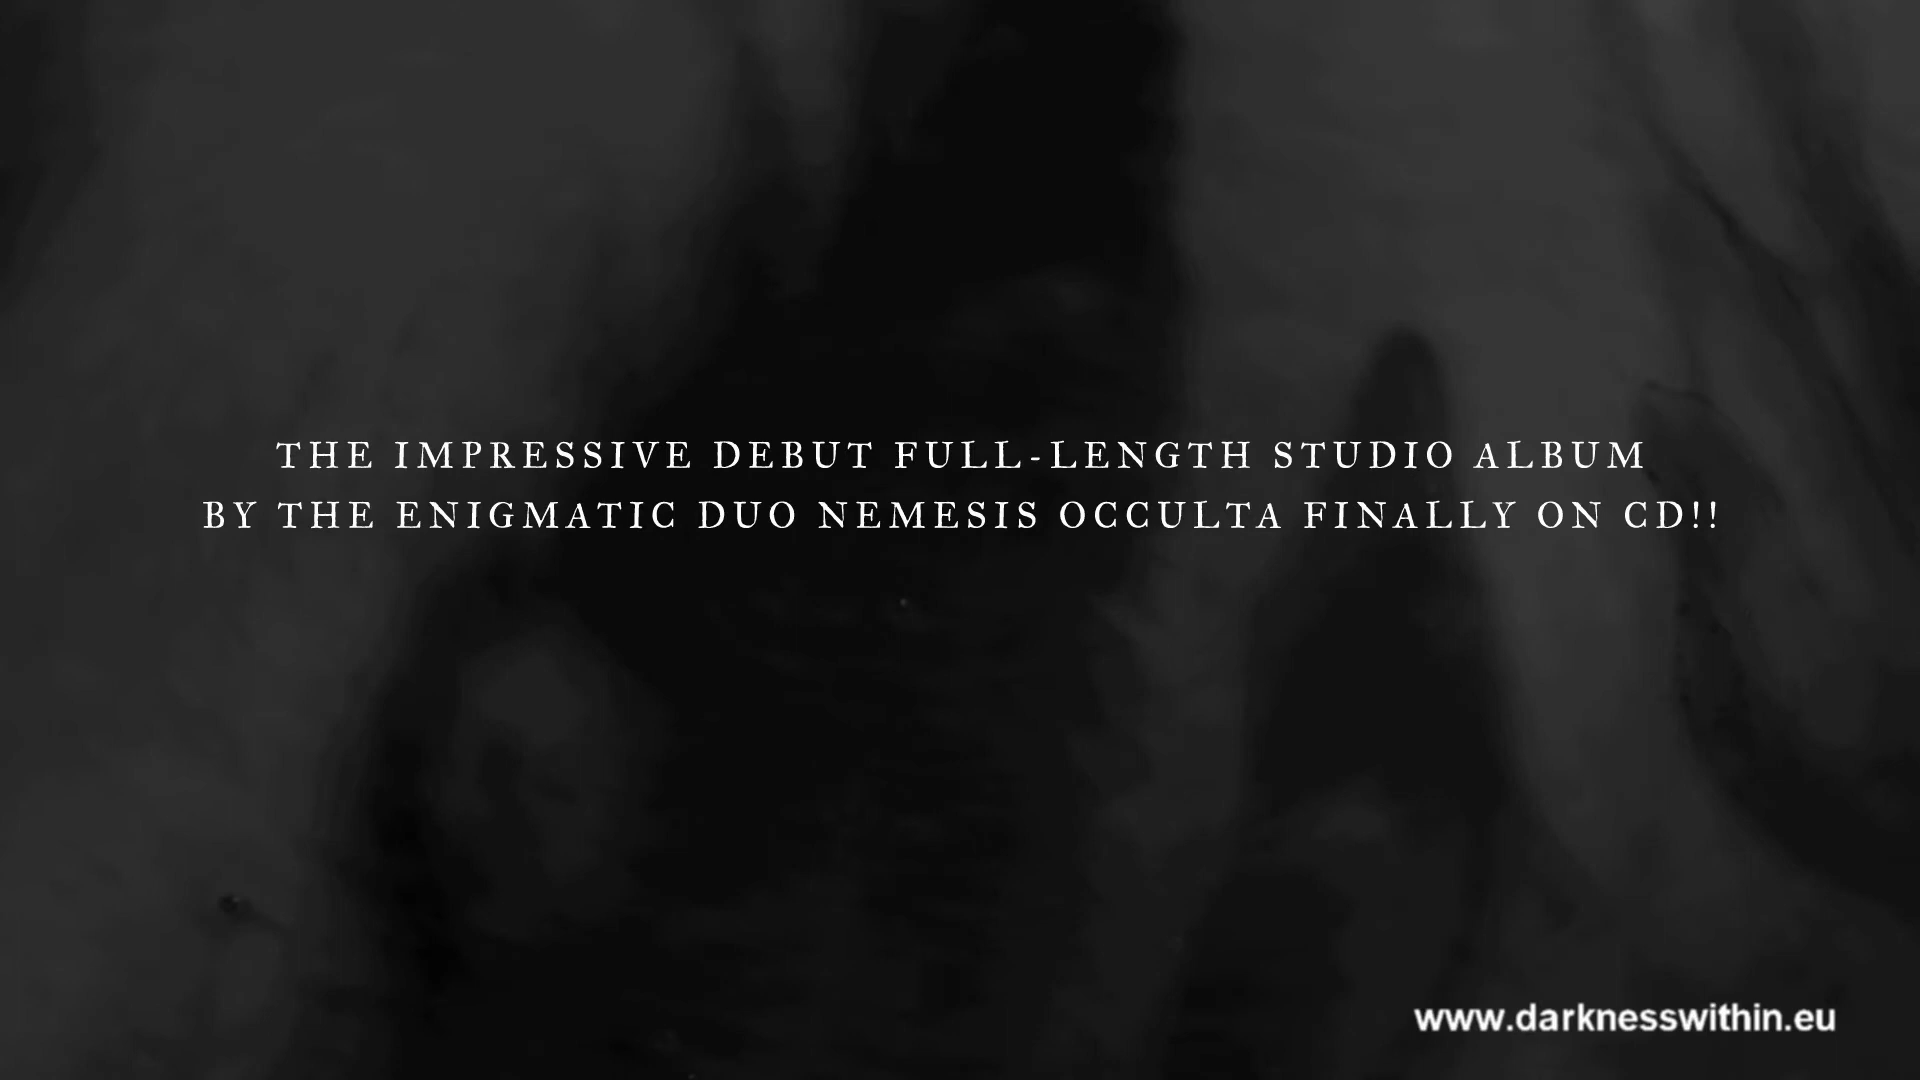 THE IMPRESSIVE DEBUT FULL-LENGTH STUDIO ALBUM
BY THE ENIGMATIC DUO NEMESIS OCCULTA FINALLY ON CD!!
www.darknesswithin.eu